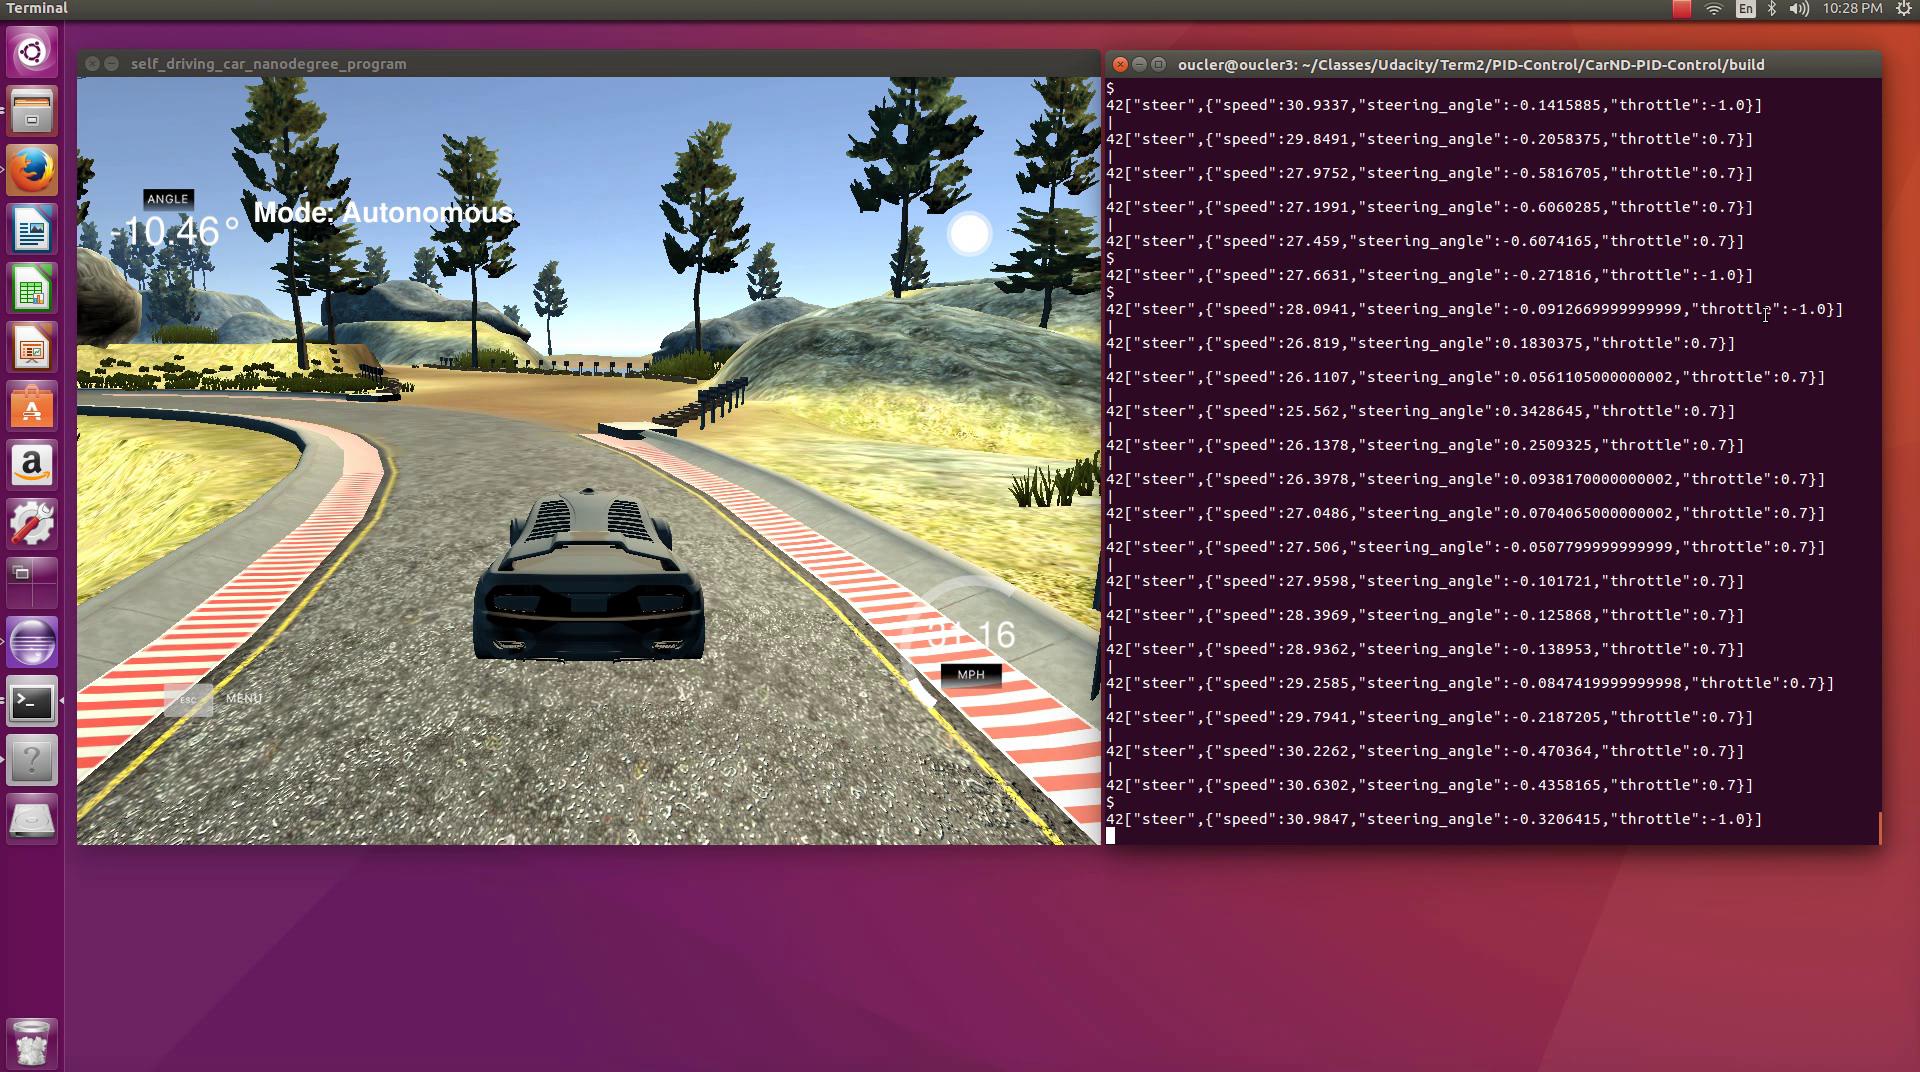 Terminal
En
10:28 PM
self_driving_car_nanodegree_program
ANGLE
-10.46°
Mode: Autonomous
31.16
MPH
ESC
MENU
oucler@oucler3: ~/Classes/Udacity/Term2/PID-Control/CarND-PID-Control/build
$
42["steer",{"speed":30.9337,"steering_angle":-0.1415885,"throttle":-1.0}]
|
42["steer",{"speed":29.8491,"steering_angle":-0.2058375,"throttle":0.7}]
|
42["steer",{"speed":27.9752,"steering_angle":-0.5816705,"throttle":0.7}]
|
42["steer",{"speed":27.1991,"steering_angle":-0.6060285,"throttle":0.7}]
|
42["steer",{"speed":27.459,"steering_angle":-0.6074165,"throttle":0.7}]
$
42["steer",{"speed":27.6631,"steering_angle":-0.271816,"throttle":-1.0}]
$
42["steer",{"speed":28.0941,"steering_angle":-0.0912669999999999,"throttle":-1.0}]
|
42["steer",{"speed":26.819,"steering_angle":0.1830375,"throttle":0.7}]
|
42["steer",{"speed":26.1107,"steering_angle":0.0561105000000002,"throttle":0.7}]
|
42["steer",{"speed":25.562,"steering_angle":0.3428645,"throttle":0.7}]
|
42["steer",{"speed":26.1378,"steering_angle":0.2509325,"throttle":0.7}]
|
42["steer",{"speed":26.3978,"steering_angle":0.0938170000000002,"throttle":0.7}]
|
42["steer",{"speed":27.0486,"steering_angle":0.0704065000000002,"throttle":0.7}]
|
42["steer",{"speed":27.506,"steering_angle":-0.0507799999999999,"throttle":0.7}]
|
42["steer",{"speed":27.9598,"steering_angle":-0.101721,"throttle":0.7}]
|
42["steer",{"speed":28.3969,"steering_angle":-0.125868,"throttle":0.7}]
|
42["steer",{"speed":28.9362,"steering_angle":-0.138953,"throttle":0.7}]
|
42["steer",{"speed":29.2585,"steering_angle":-0.0847419999999998,"throttle":0.7}]
|
42["steer",{"speed":29.7941,"steering_angle":-0.2187205,"throttle":0.7}]
|
42["steer",{"speed":30.2262,"steering_angle":-0.470364,"throttle":0.7}]
|
42["steer",{"speed":30.6302,"steering_angle":-0.4358165,"throttle":0.7}]
$
42["steer",{"speed":30.9847,"steering_angle":-0.3206415,"throttle":-1.0}]